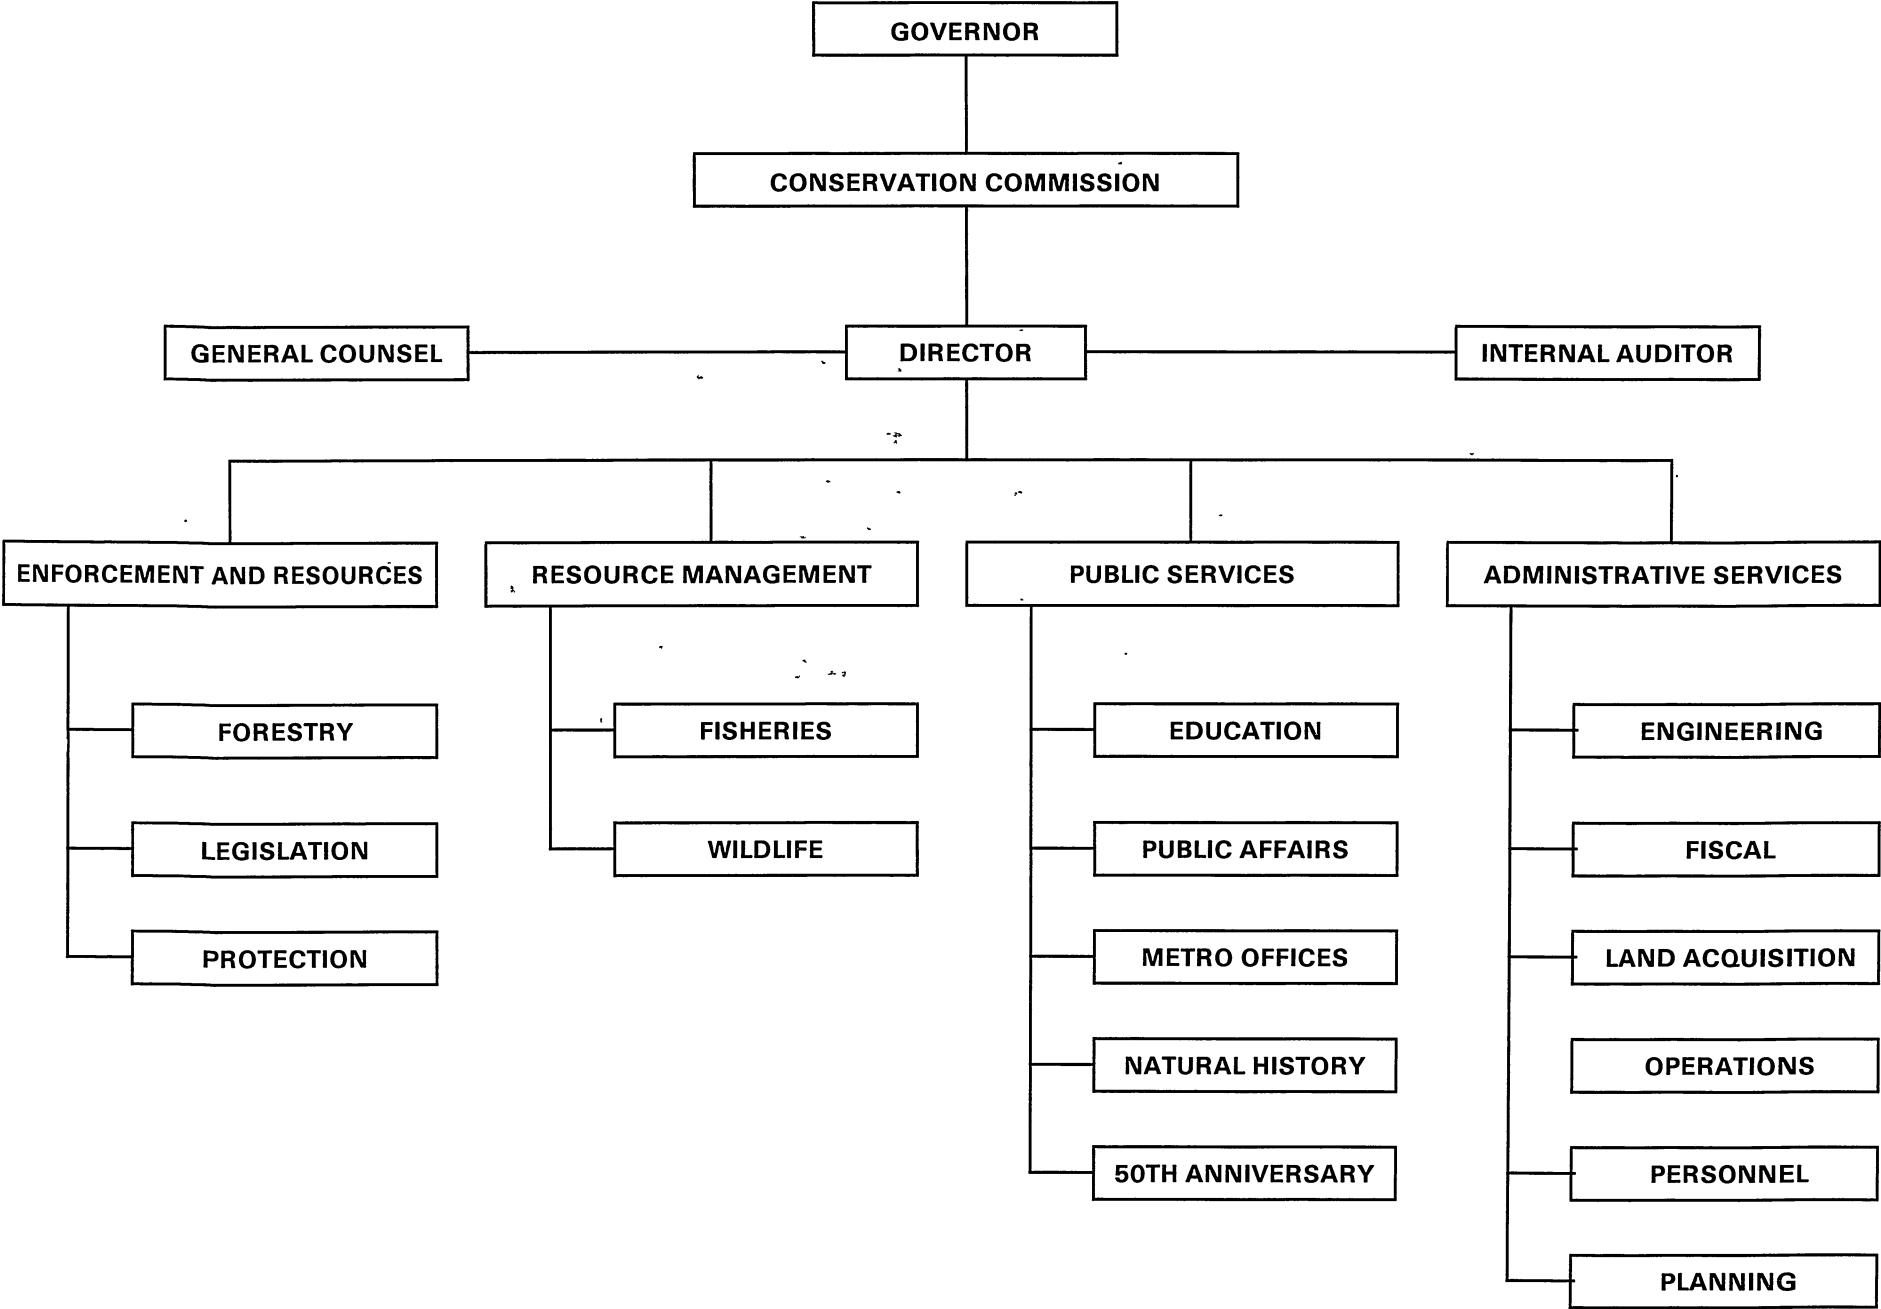 GOVERNOR
CONSERVATION COMMISSION
GENERAL COUNSEL
DIRECTOR
INTERNAL AUDITOR
ENFORCEMENT AND RESOURCES
RESOURCE MANAGEMENT
PUBLIC SERVICES
ADMINISTRATIVE SERVICES
FORESTRY
LEGISLATION
PROTECTION
FISHERIES
WILDLIFE
EDUCATION
PUBLIC AFFAIRS
METRO OFFICES
NATURAL HISTORY
50TH ANNIVERSARY
ENGINEERING
FISCAL
LAND ACQUISITION
OPERATIONS
PERSONNEL
PLANNING